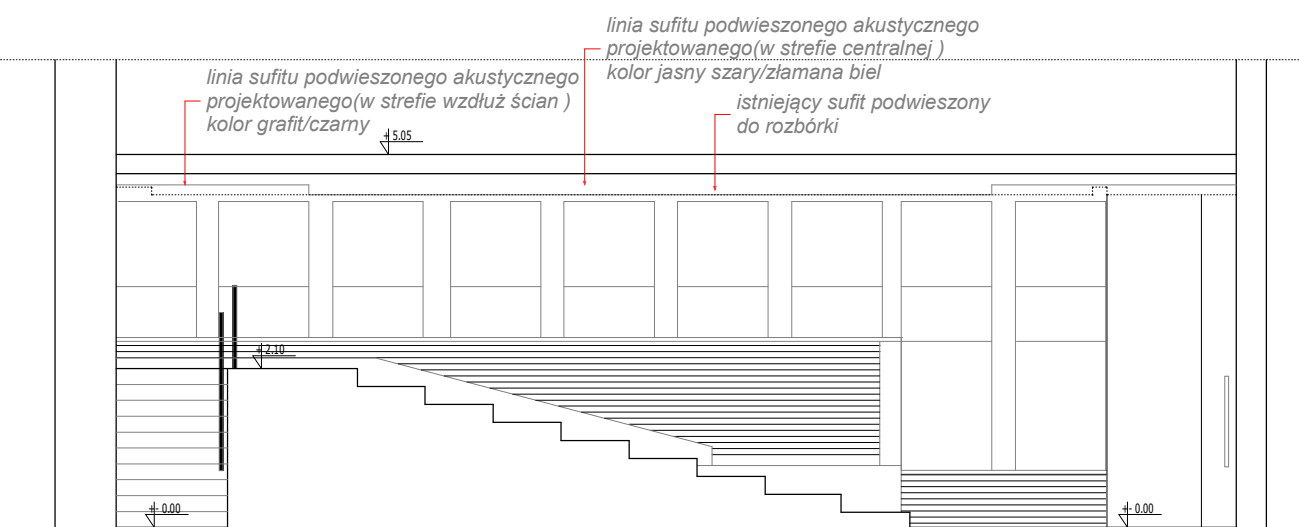 linia sufitu podwieszonego akustycznego
projektowanego(w strefie centralnej )
kolor jasny szary/złamana biel
linia sufitu podwieszonego akustycznego
projektowanego(w strefie wzdłuż ścian )
kolor grafit/czarny
istniejący sufit podwieszony
do rozbórki
+ 5.05
+ 2.10
+- 0.00
+- 0.00